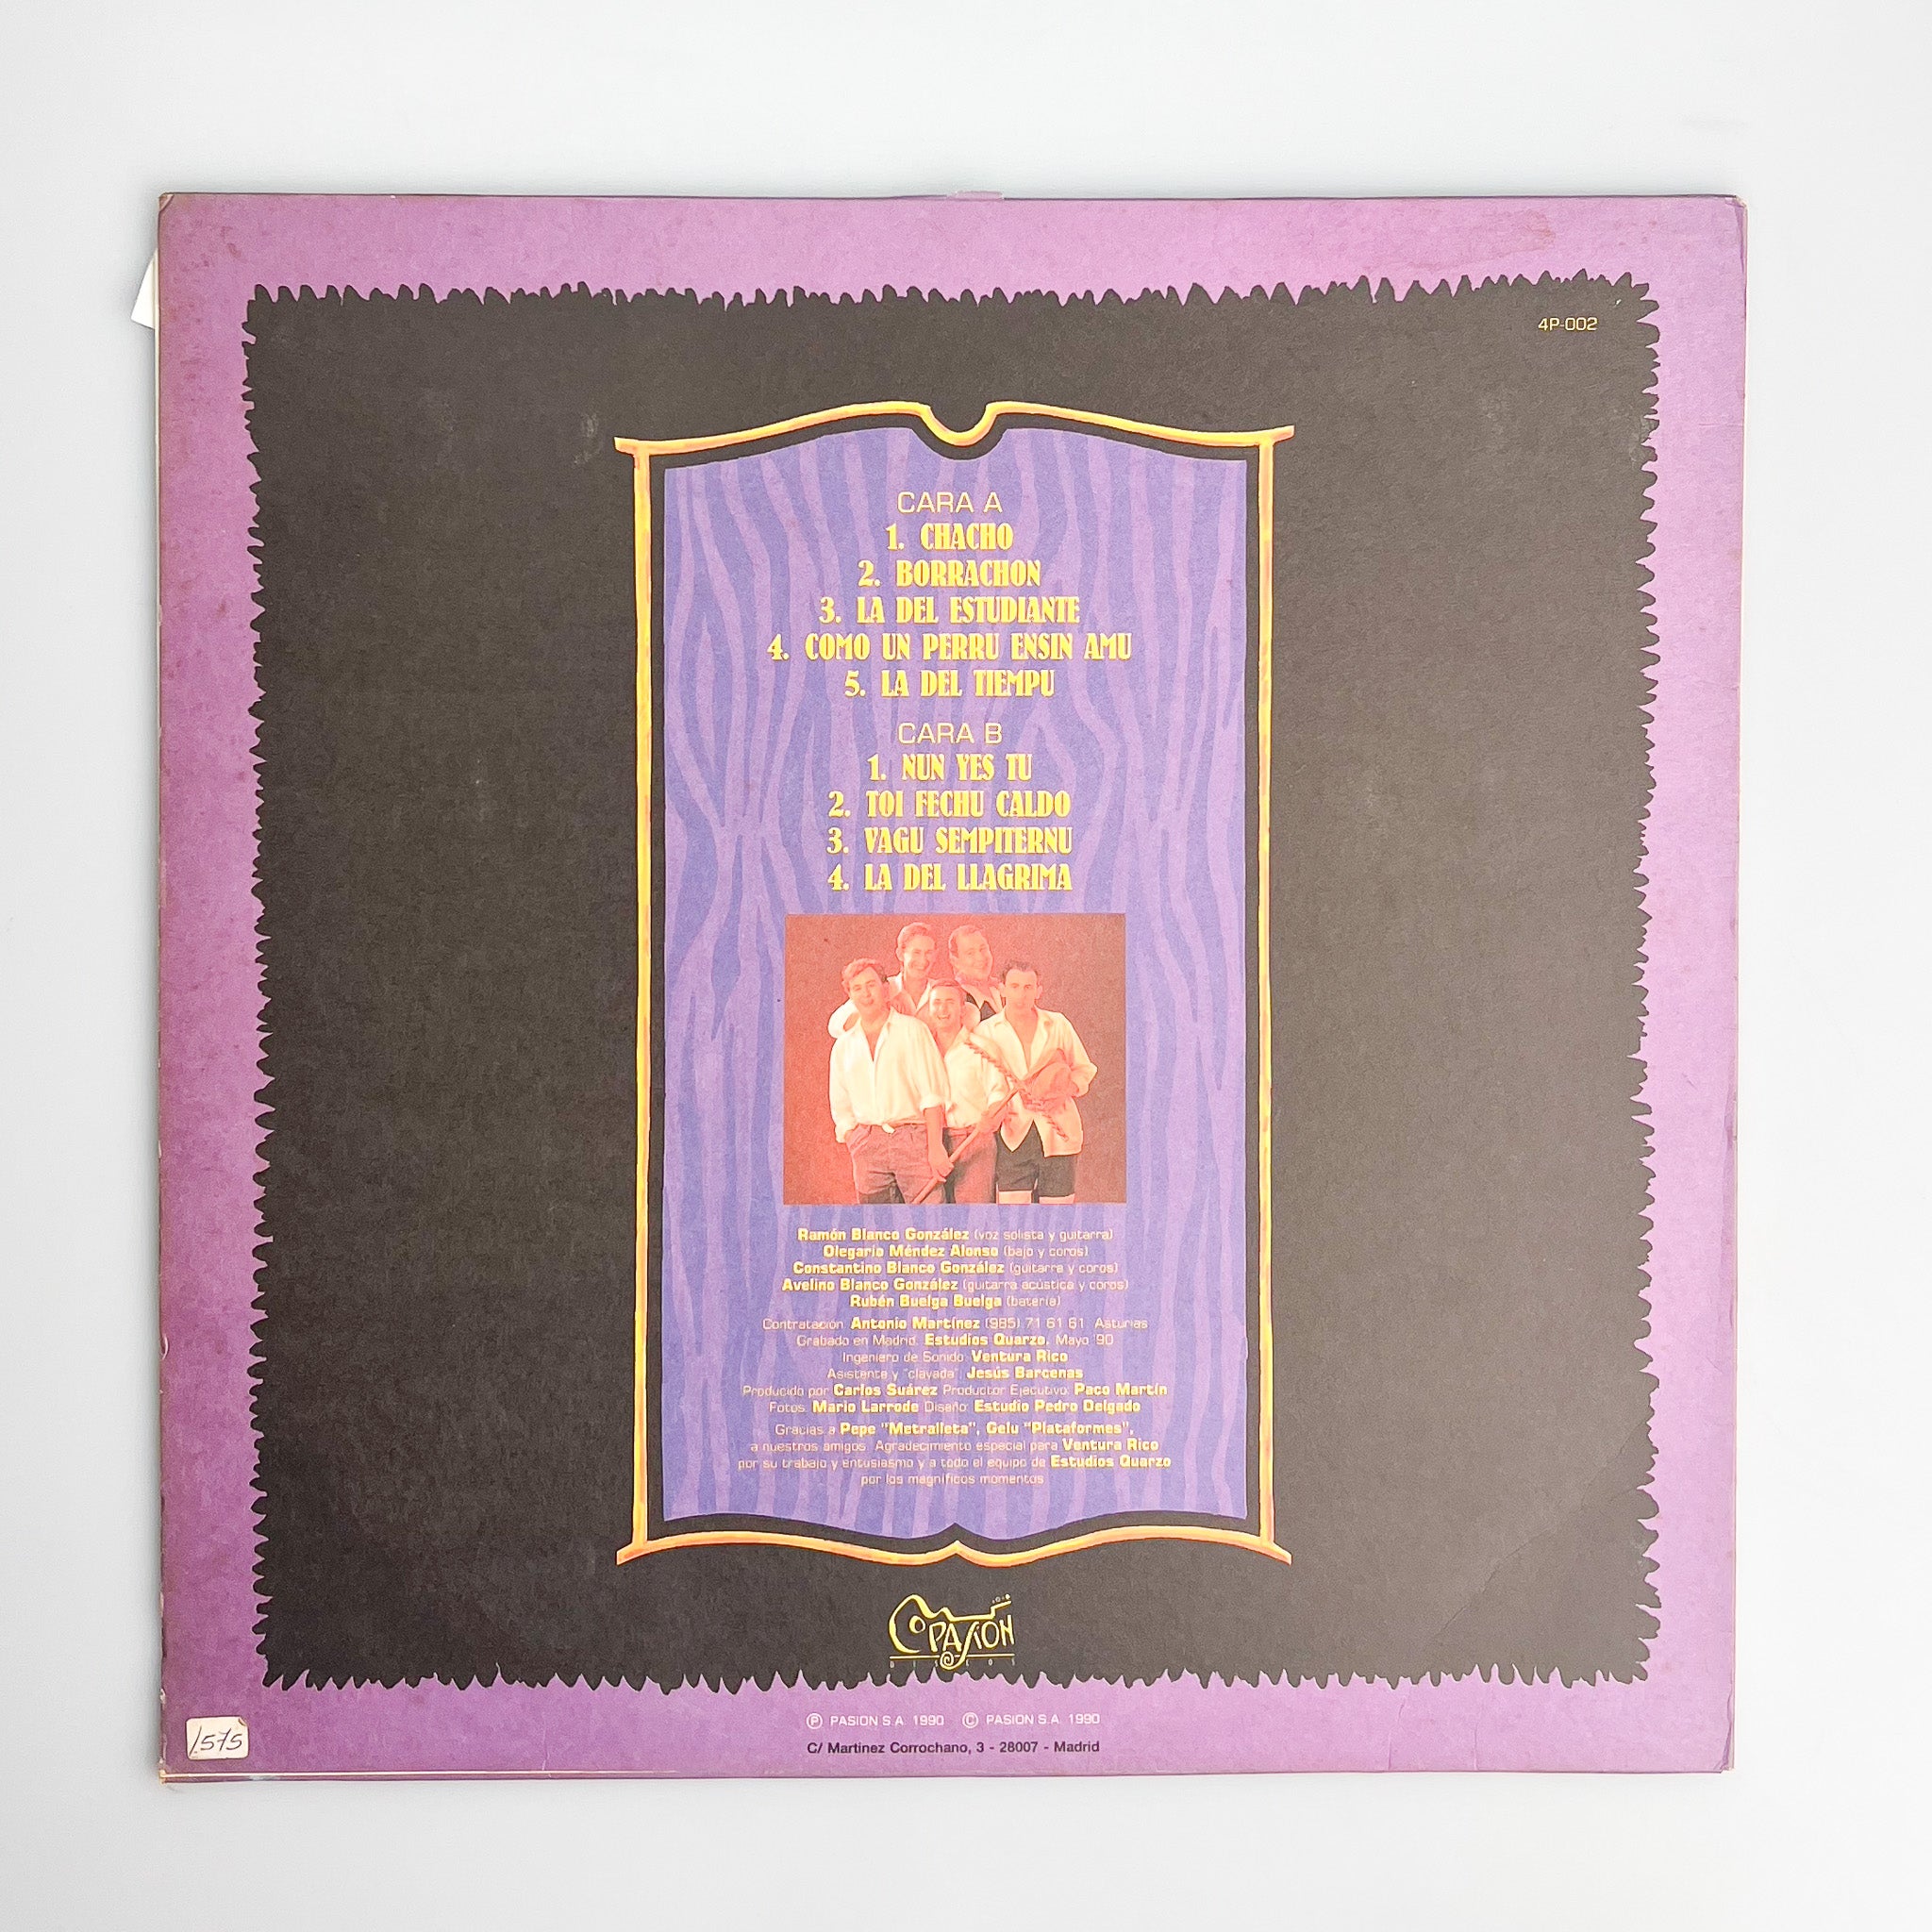 4P-002
CARA A
1. CHACHO
2. BORRACHON
3. LA DEL ESTUDIANTE
4. COMO UN PERRU ENSIN AMU
5. LA DEL TIEMPU
CARA B
1. NUN YES TU
2. TOI FECHU CALDO
3. VAGU SEMPITERNU
4. LA DEL LLAGRIMA
Ramón Blanco González (voz solista y guitarra)
Olegario Méndez Alonso (bajo y coros)
Constantino Blanco González (guitarra y coros)
Avelino Blanco González (guitarra acústica y coros)
Rubén Buelga Buelga (batería)
Contratación: Antonio Martínez (985) 71 61 61. Asturias
Grabado en Madrid. Estudios Quarzo. Mayo '90
Ingeniero de Sonido: Ventura Rico
Asistente y "clavada": Jesús Barcenas
Producido por Carlos Suárez Productor Ejecutivo: Paco Martín
Fotos: Mario Larrode Diseño: Estudio Pedro Delgado
Gracias a Pepe "Metralleta", Gelu "Plataformes",
a nuestros amigos. Agradecimiento especial para Ventura Rico
por su trabajo y entusiasmo y a todo el equipo de Estudios Quarzo
por los magníficos momentos
PASION
DISCOS
Ⓟ PASION S.A. 1990 © PASION S.A. 1990
C/ Martinez Corrochano, 3 - 28007 - Madrid
1575